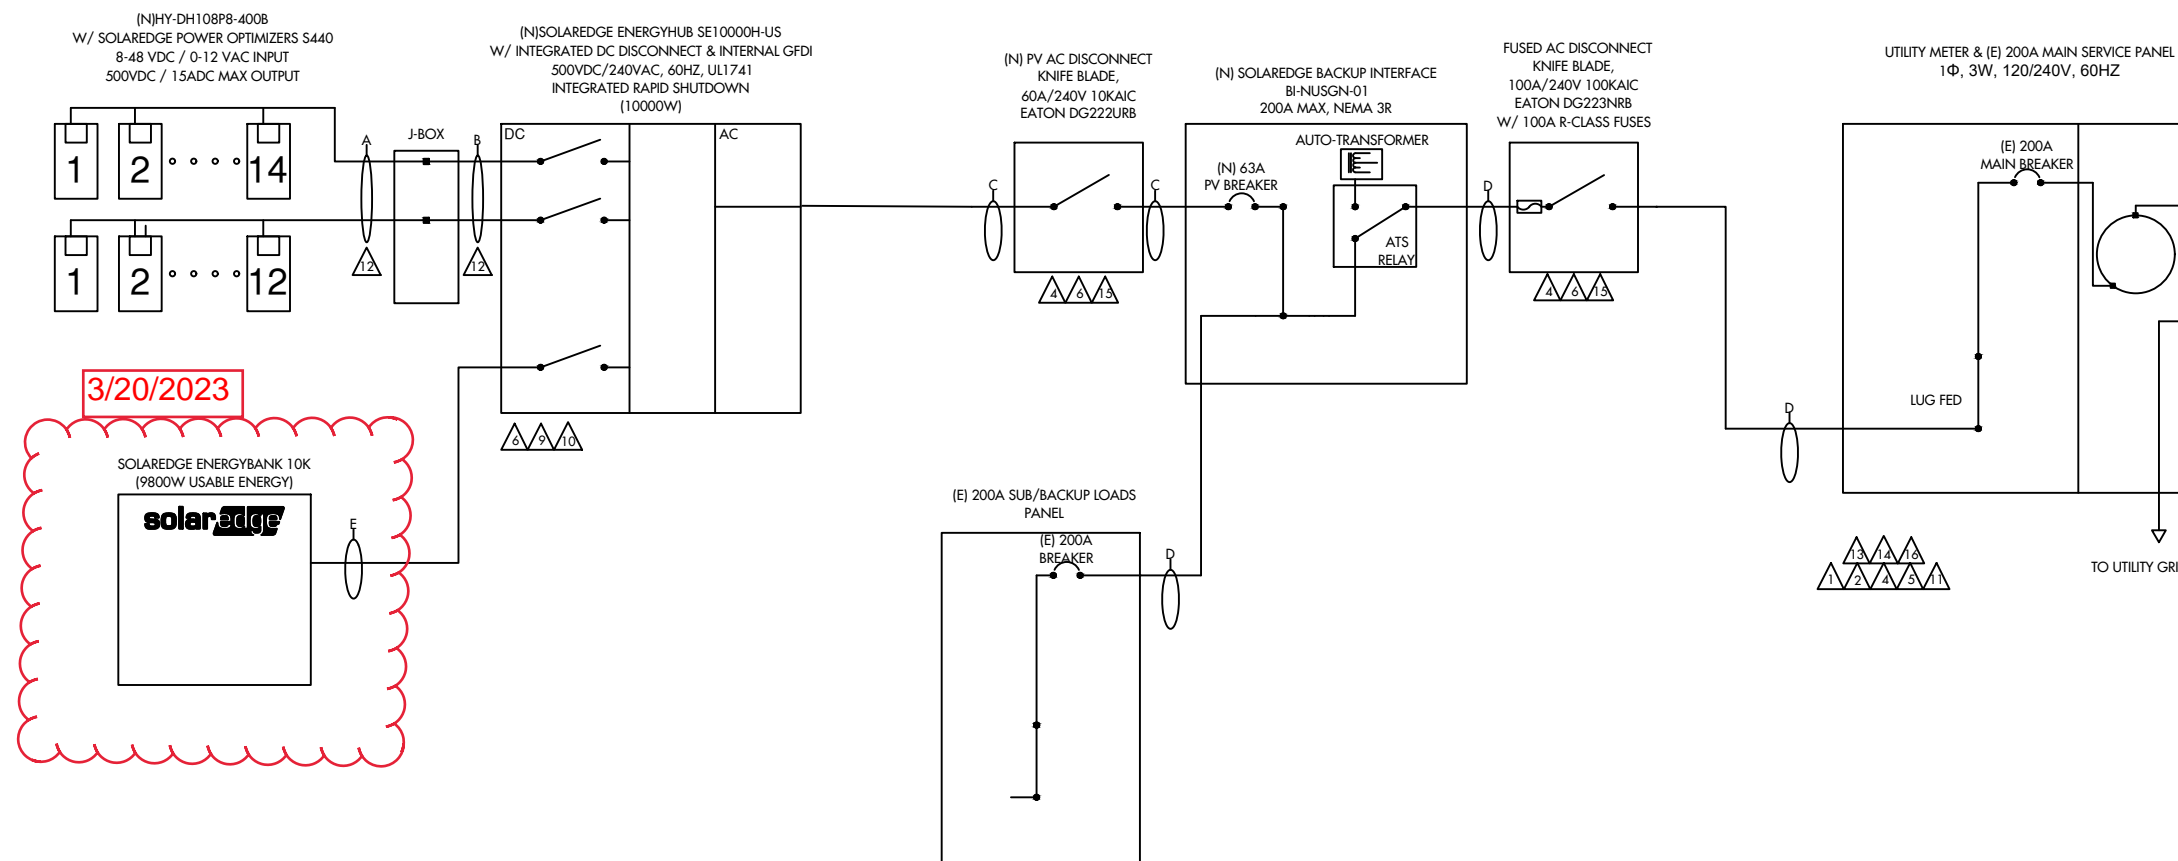 (N)HY-DH108P8-400B
W/ SOLAREDGE POWER OPTIMIZERS S440
8-48 VDC / 0-12 VAC INPUT
500VDC / 15ADC MAX OUTPUT
1
2
14
1
2
12
A
12
J-BOX
B
12
(N)SOLAREDGE ENERGYHUB SE10000H-US
W/ INTEGRATED DC DISCONNECT & INTERNAL GFDI
500VDC/240VAC, 60HZ, UL1741
INTEGRATED RAPID SHUTDOWN
(10000W)
DC
AC
6 9 10
3/20/2023
SOLAREDGE ENERGYBANK 10K
(9800W USABLE ENERGY)
solaredge
E
(N) PV AC DISCONNECT
KNIFE BLADE,
60A/240V 10KAIC
EATON DG222URB
C
C
4 6 15
(N) SOLAREDGE BACKUP INTERFACE
BI-NUSGN-01
200A MAX, NEMA 3R
AUTO-TRANSFORMER
(N) 63A
PV BREAKER
ATS
RELAY
D
FUSED AC DISCONNECT
KNIFE BLADE,
100A/240V 100KAIC
EATON DG223NRB
W/ 100A R-CLASS FUSES
4 6 15
(E) 200A SUB/BACKUP LOADS
PANEL
(E) 200A
BREAKER
D
UTILITY METER & (E) 200A MAIN SERVICE PANEL
1Φ, 3W, 120/240V, 60HZ
(E) 200A
MAIN BREAKER
LUG FED
D
13 14 16
1 2 4 5 11
TO UTILITY GRI